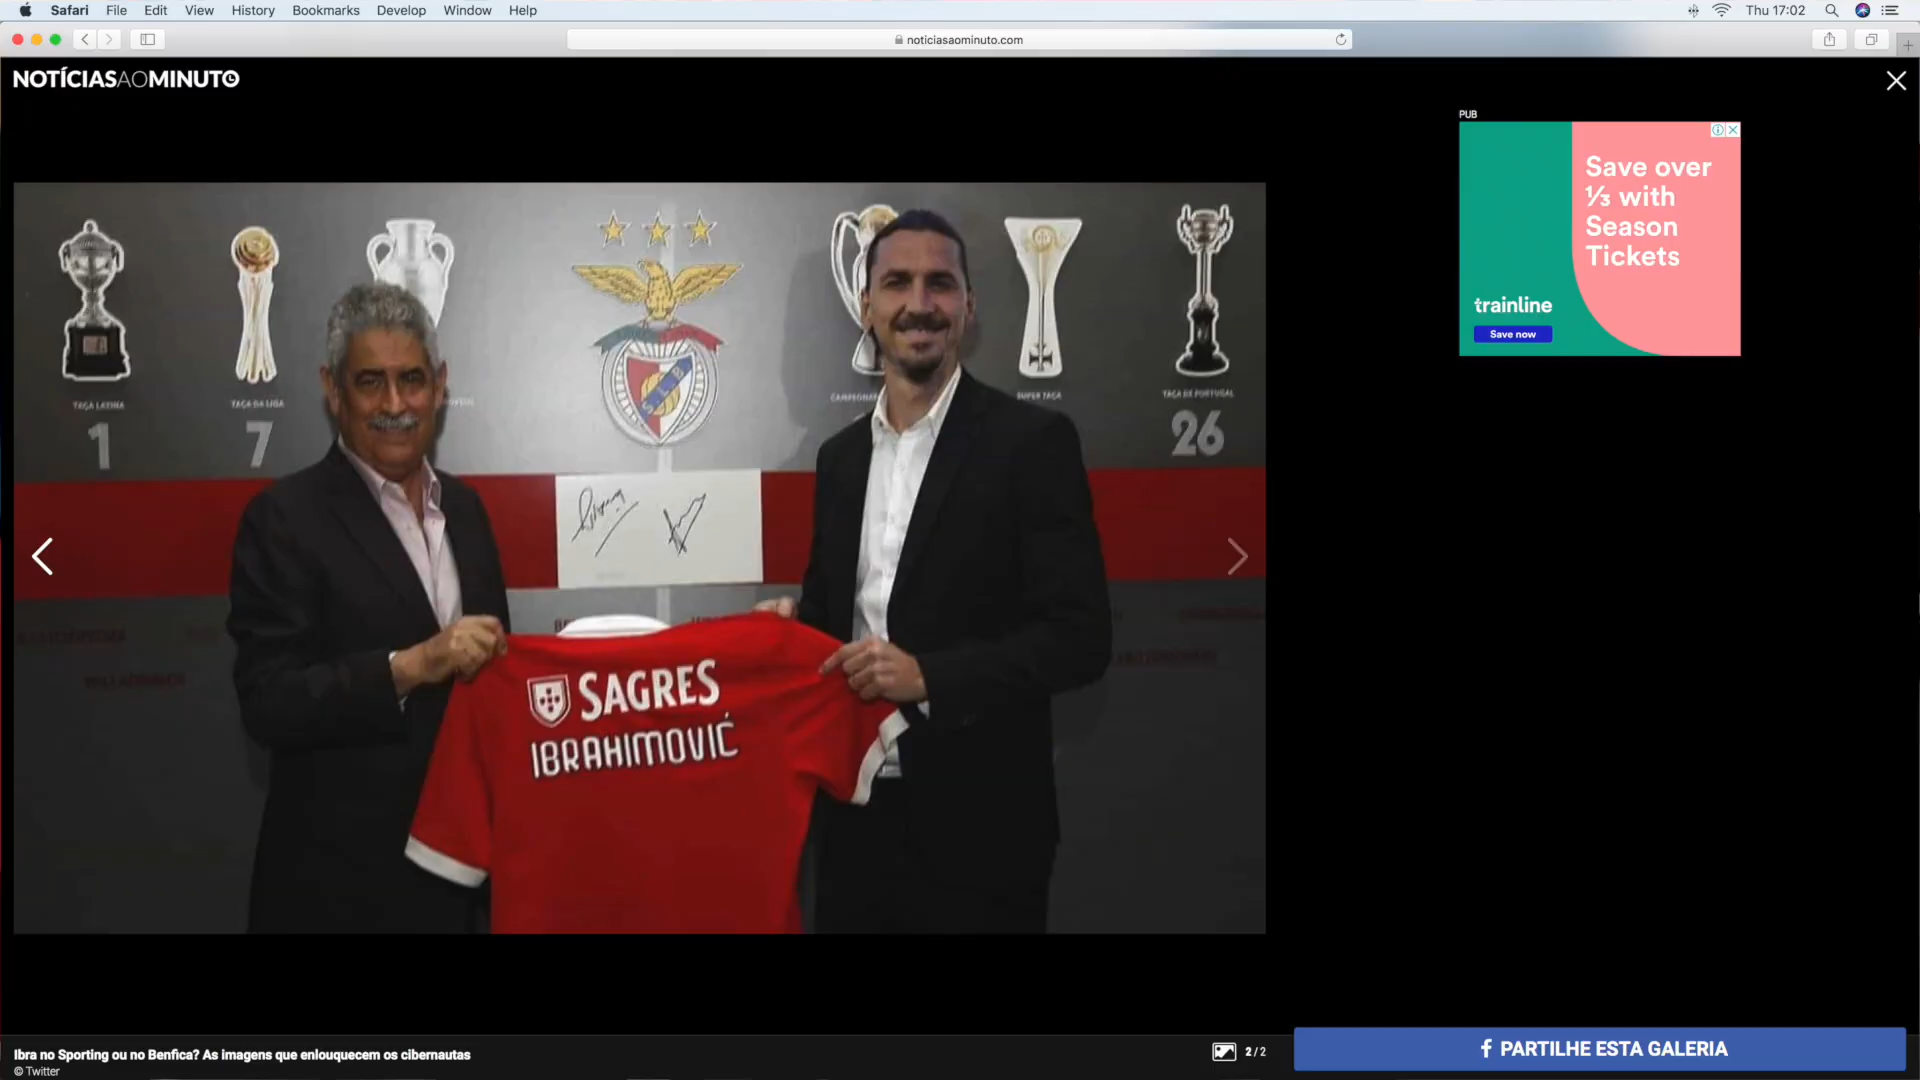 Safari File Edit View History Bookmarks Develop Window Help Thu 17:02
noticiasaominuto.com
NOTÍCIASAOMINUTO
PUB
Save over
⅓ with
Season
Tickets
trainline
Save now
TAÇA LATINA
1
TAÇA DA LIGA
7
SUPER TAÇA
TAÇA DE PORTUGAL
26
SLB
SAGRES
IBRAHIMOVIĆ
Ibra no Sporting ou no Benfica? As imagens que enlouquecem os cibernautas
© Twitter
2 / 2
f PARTILHE ESTA GALERIA